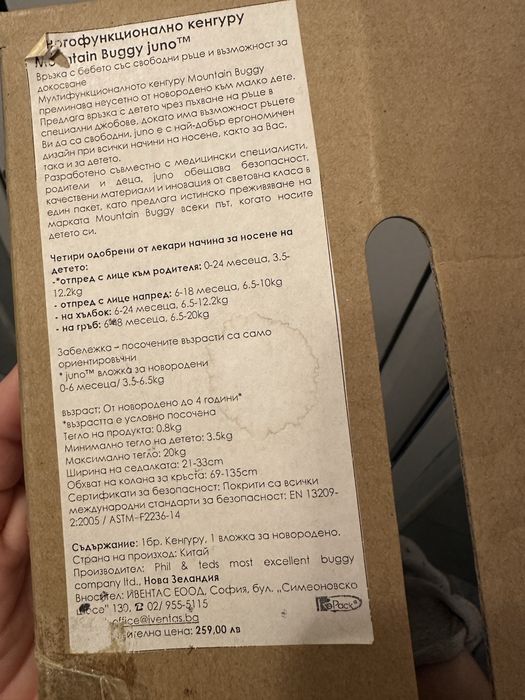 ногофункционално кенгуру
Mountain Buggy juno™
Връзка с бебето със свободни ръце и възможност за
докосване
Мултифункционалното кенгуру Mountain Buggy
преминава неусетно от новородено към малко дете.
Предлага връзка с детето чрез пъхване на ръце в
специални джобове, докато има възможност ръцете
Ви да са свободни, juno е с най-добър ергономичен
дизайн при всички начини на носене, както за Вас,
така и за детето.
Разработено съвместно с медицински специалисти,
родители и деца, juno обещава безопасност,
качествени материали и иновация от световна класа в
един пакет, като предлага истинско преживяване на
марката Mountain Buggy всеки път, когато носите
детето си.
Четири одобрени от лекари начина за носене на
детето:
-*отпред с лице към родителя: 0-24 месеца, 3.5-
12.2kg
- отпред с лице напред: 6-18 месеца, 6.5-10kg
- на хълбок: 6-24 месеца, 6.5-12.2kg
- на гръб: 6-48 месеца, 6.5-20kg
Забележка – посочените възрасти са само
ориентировъчни
* juno™ вложка за новородени
0-6 месеца/ 3.5-6.5kg
възраст: От новородено до 4 години*
*възрастта е условно посочена
Тегло на продукта: 0.8kg
Минимално тегло на детето: 3.5kg
Максимално тегло: 20kg
Ширина на седалката: 21-33cm
Обхват на колана за кръста: 69-135cm
Сертификати за безопасност: Покрити са всички
международни стандарти за безопасност: EN 13209-
2:2005 / ASTM–F2236-14
Съдържание: 1бр. Кенгуру, 1 вложка за новородено.
Страна на произход: Китай
Производител: Phil & teds most excellent buggy
company ltd., Нова Зеландия
Вносител: ИВЕНТАС ЕООД, София, бул. „Симеоновско
шосе" 130, ☎ 02/ 955-5115
office@iventas.bg
ителна цена: 259,00 лв